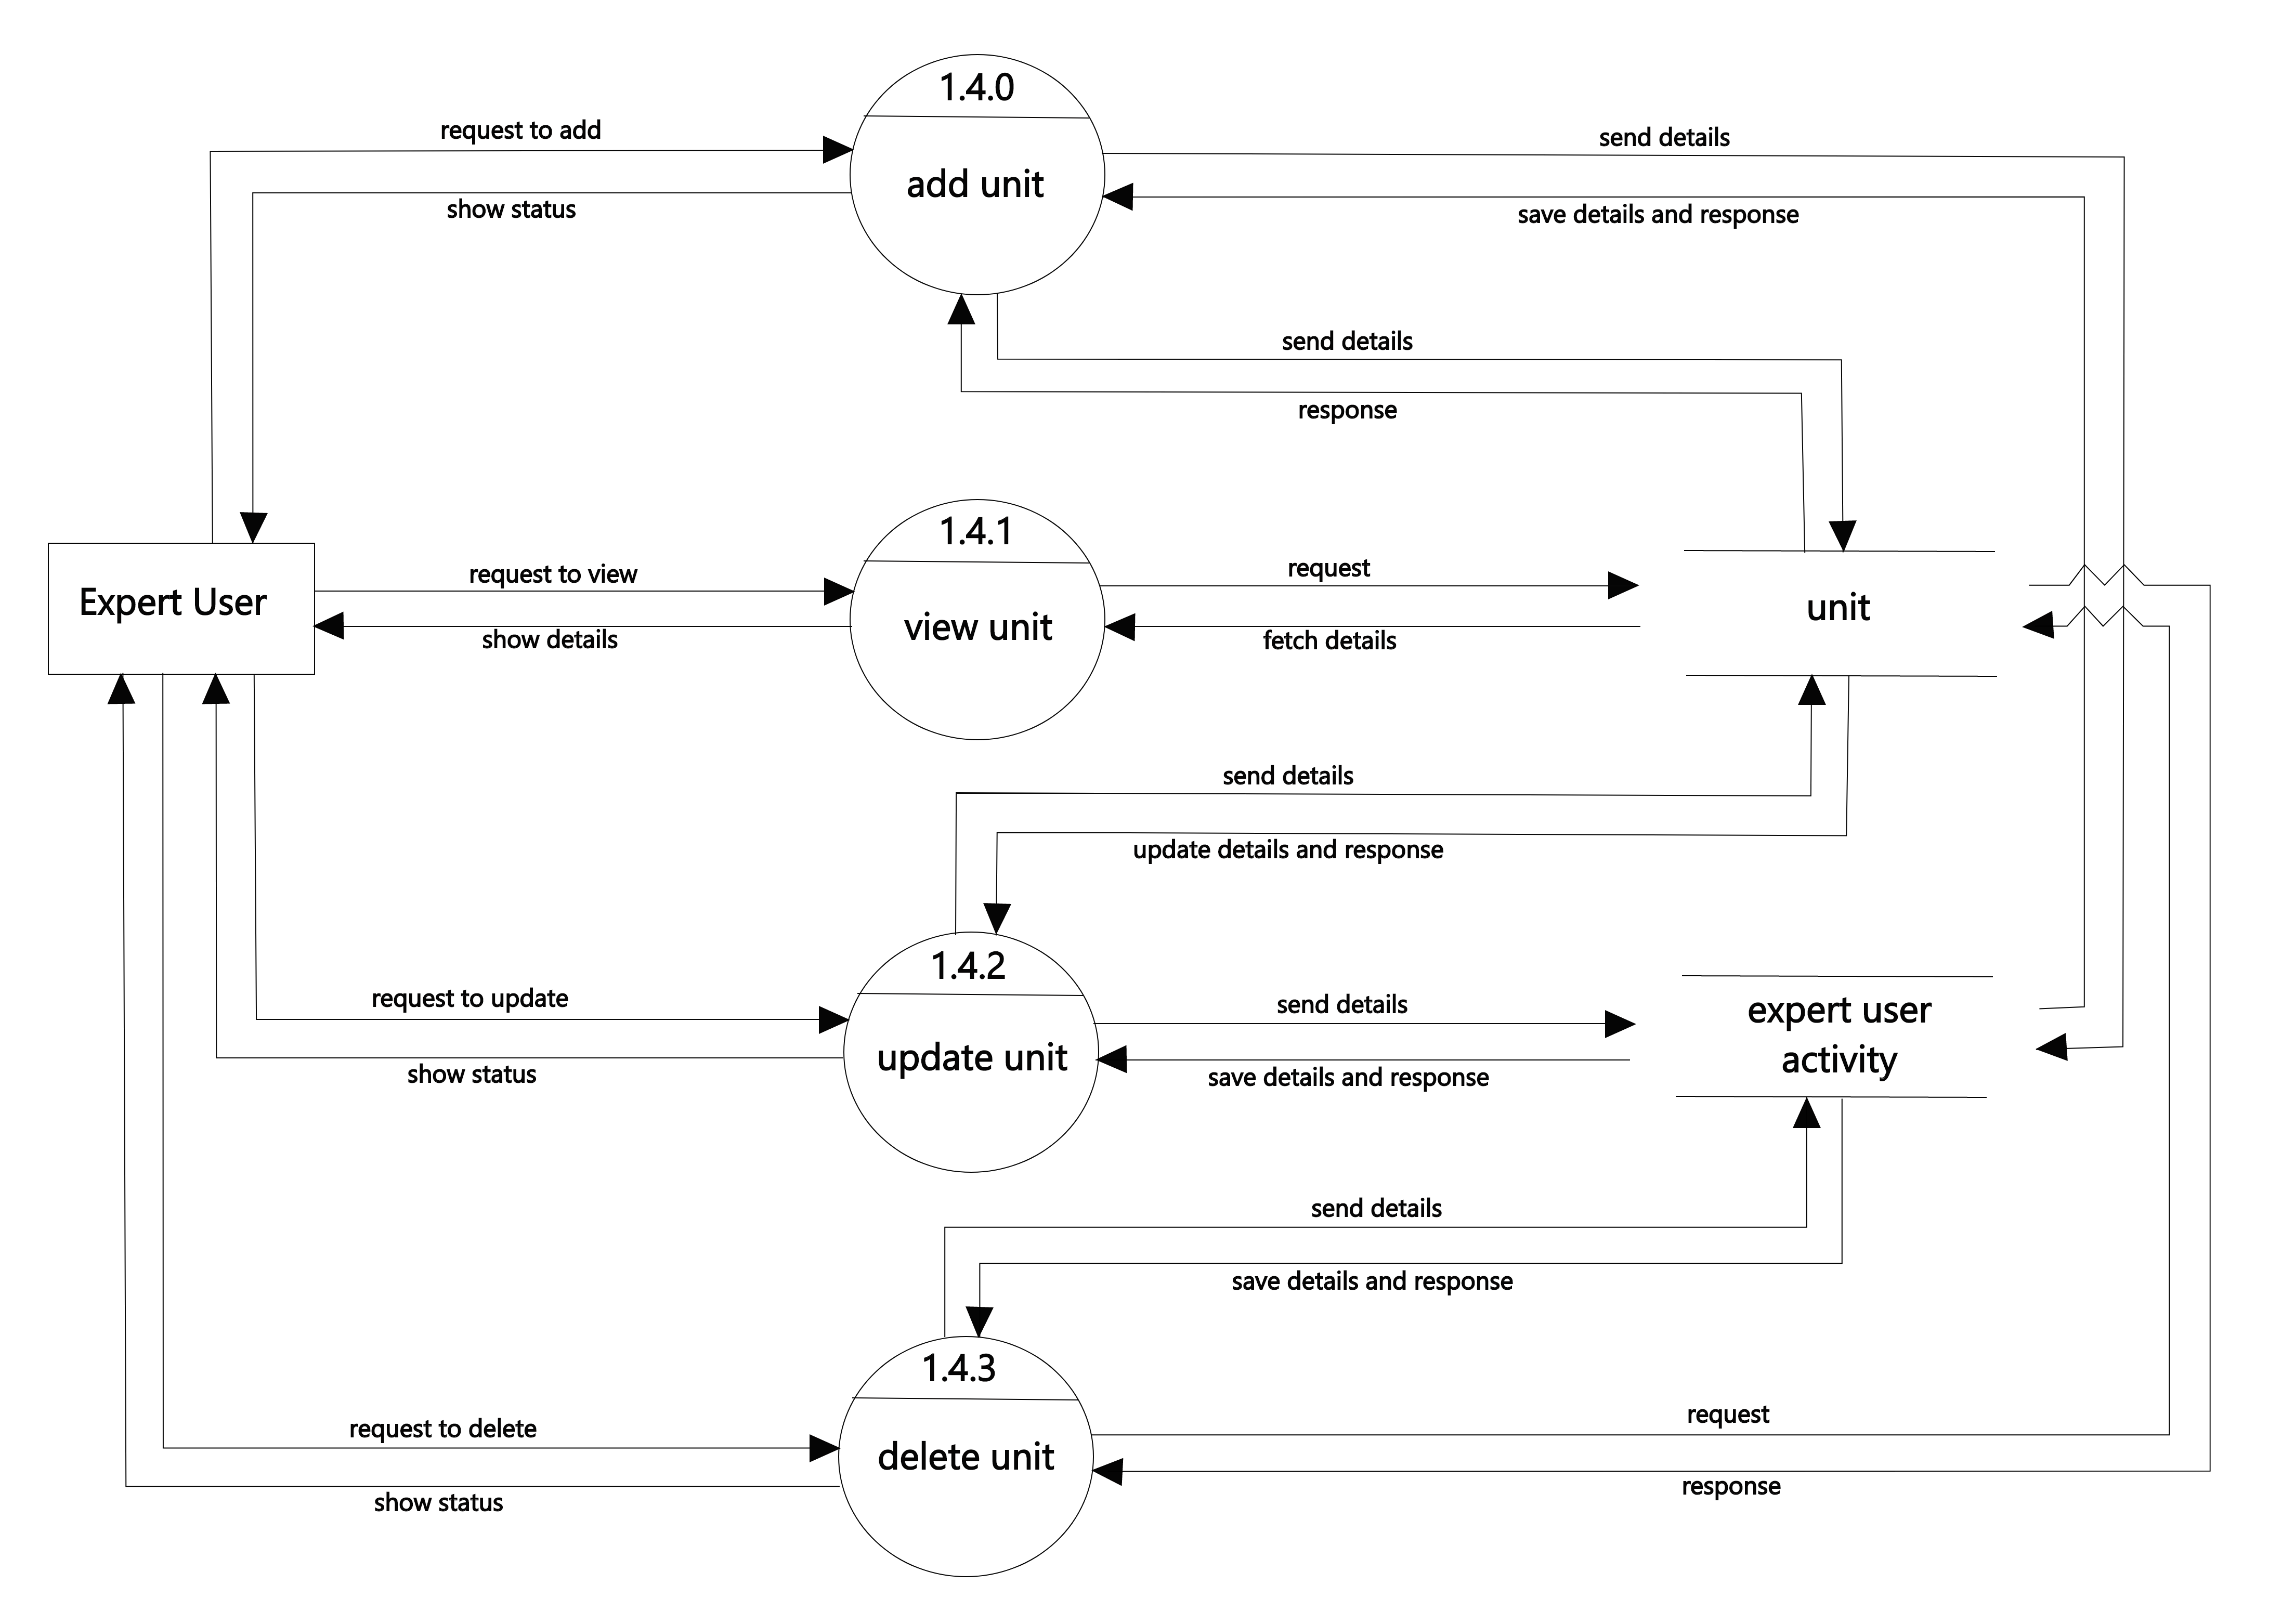 1.4.0
add unit
request to add
show status
send details
save details and response
send details
response
1.4.1
view unit
Expert User
request to view
show details
request
fetch details
unit
send details
update details and response
1.4.2
update unit
request to update
show status
send details
save details and response
expert user
activity
send details
save details and response
1.4.3
delete unit
request to delete
show status
request
response